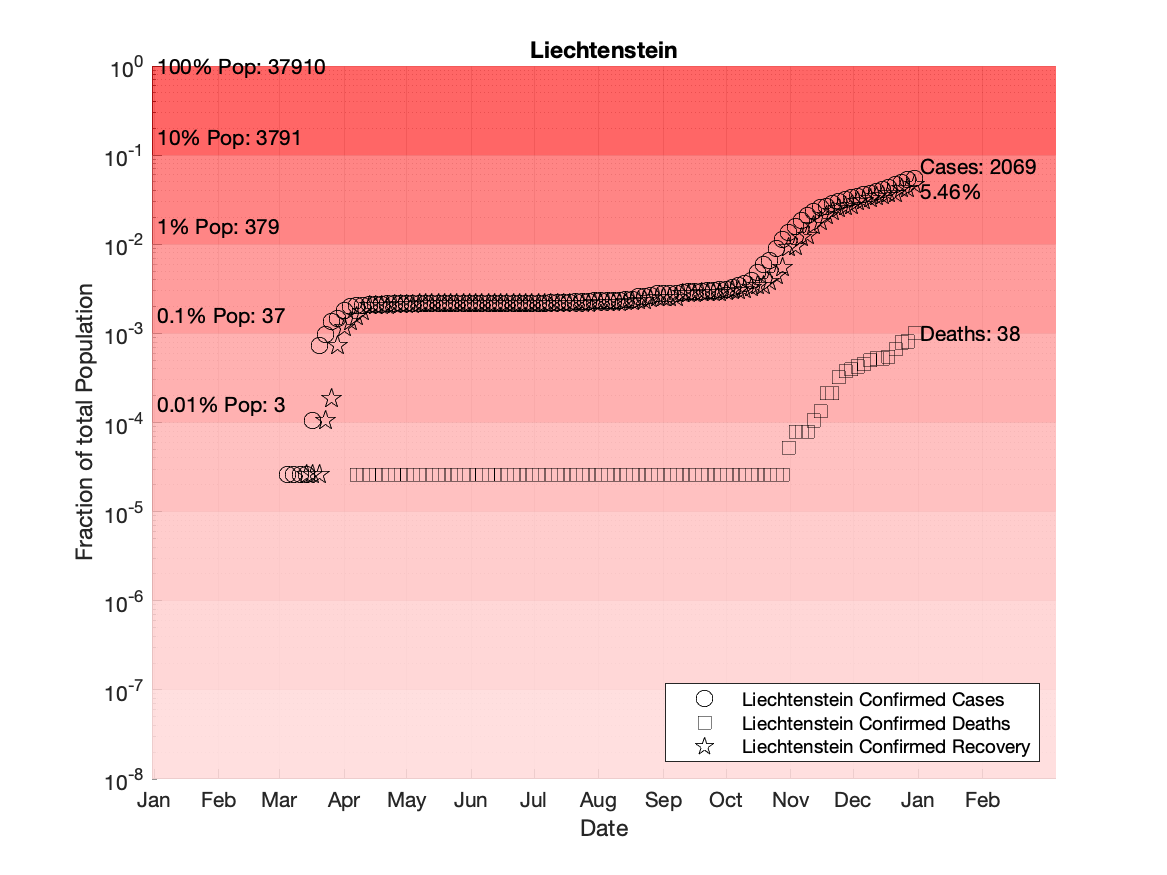 Liechtenstein
10^0
100% Pop: 37910
10% Pop: 3791
10^-1
Cases: 2069
5.46%
1% Pop: 379
10^-2
0.1% Pop: 37
10^-3
Deaths: 38
0.01% Pop: 3
10^-4
10^-5
10^-6
10^-7
10^-8
Fraction of total Population
Liechtenstein Confirmed Cases
Liechtenstein Confirmed Deaths
Liechtenstein Confirmed Recovery
Jan Feb Mar Apr May Jun Jul Aug Sep Oct Nov Dec Jan Feb
Date